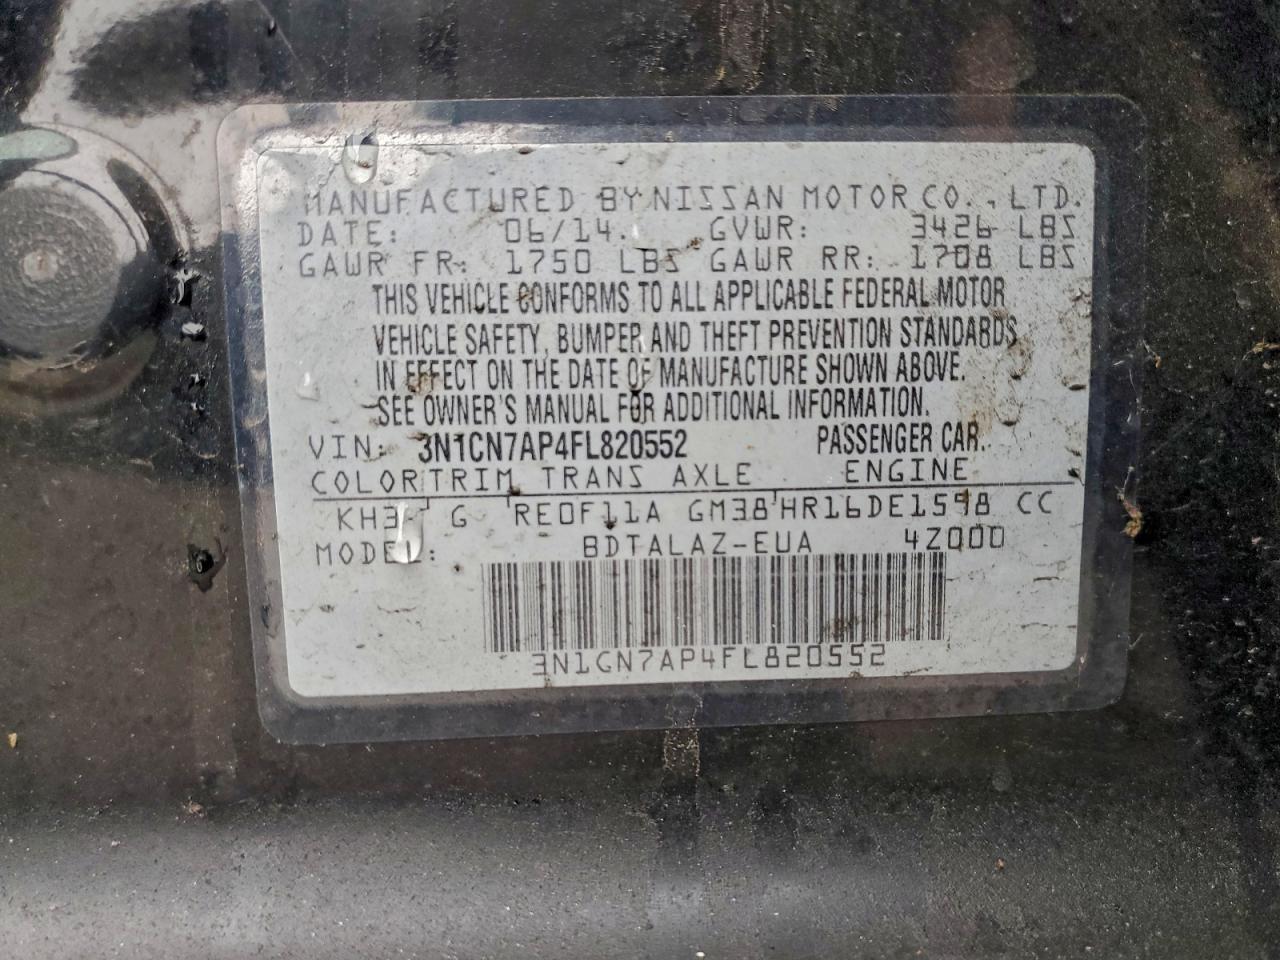 MANUFACTURED BY NISSAN MOTOR CO., LTD.
DATE: 06/14. GVWR: 3426 LBS
GAWR FR: 1750 LBS GAWR RR: 1708 LBS
THIS VEHICLE CONFORMS TO ALL APPLICABLE FEDERAL MOTOR
VEHICLE SAFETY, BUMPER, AND THEFT PREVENTION STANDARDS
IN EFFECT ON THE DATE OF MANUFACTURE SHOWN ABOVE.
SEE OWNER'S MANUAL FOR ADDITIONAL INFORMATION.
VIN: 3N1CN7AP4FL820552 PASSENGER CAR
COLOR TRIM TRANS AXLE ENGINE
KH3 G RE0F11A GM38 HR16DE1598 CC
MODEL: BDTALAZ-EUA 4Z000
3N1CN7AP4FL820552